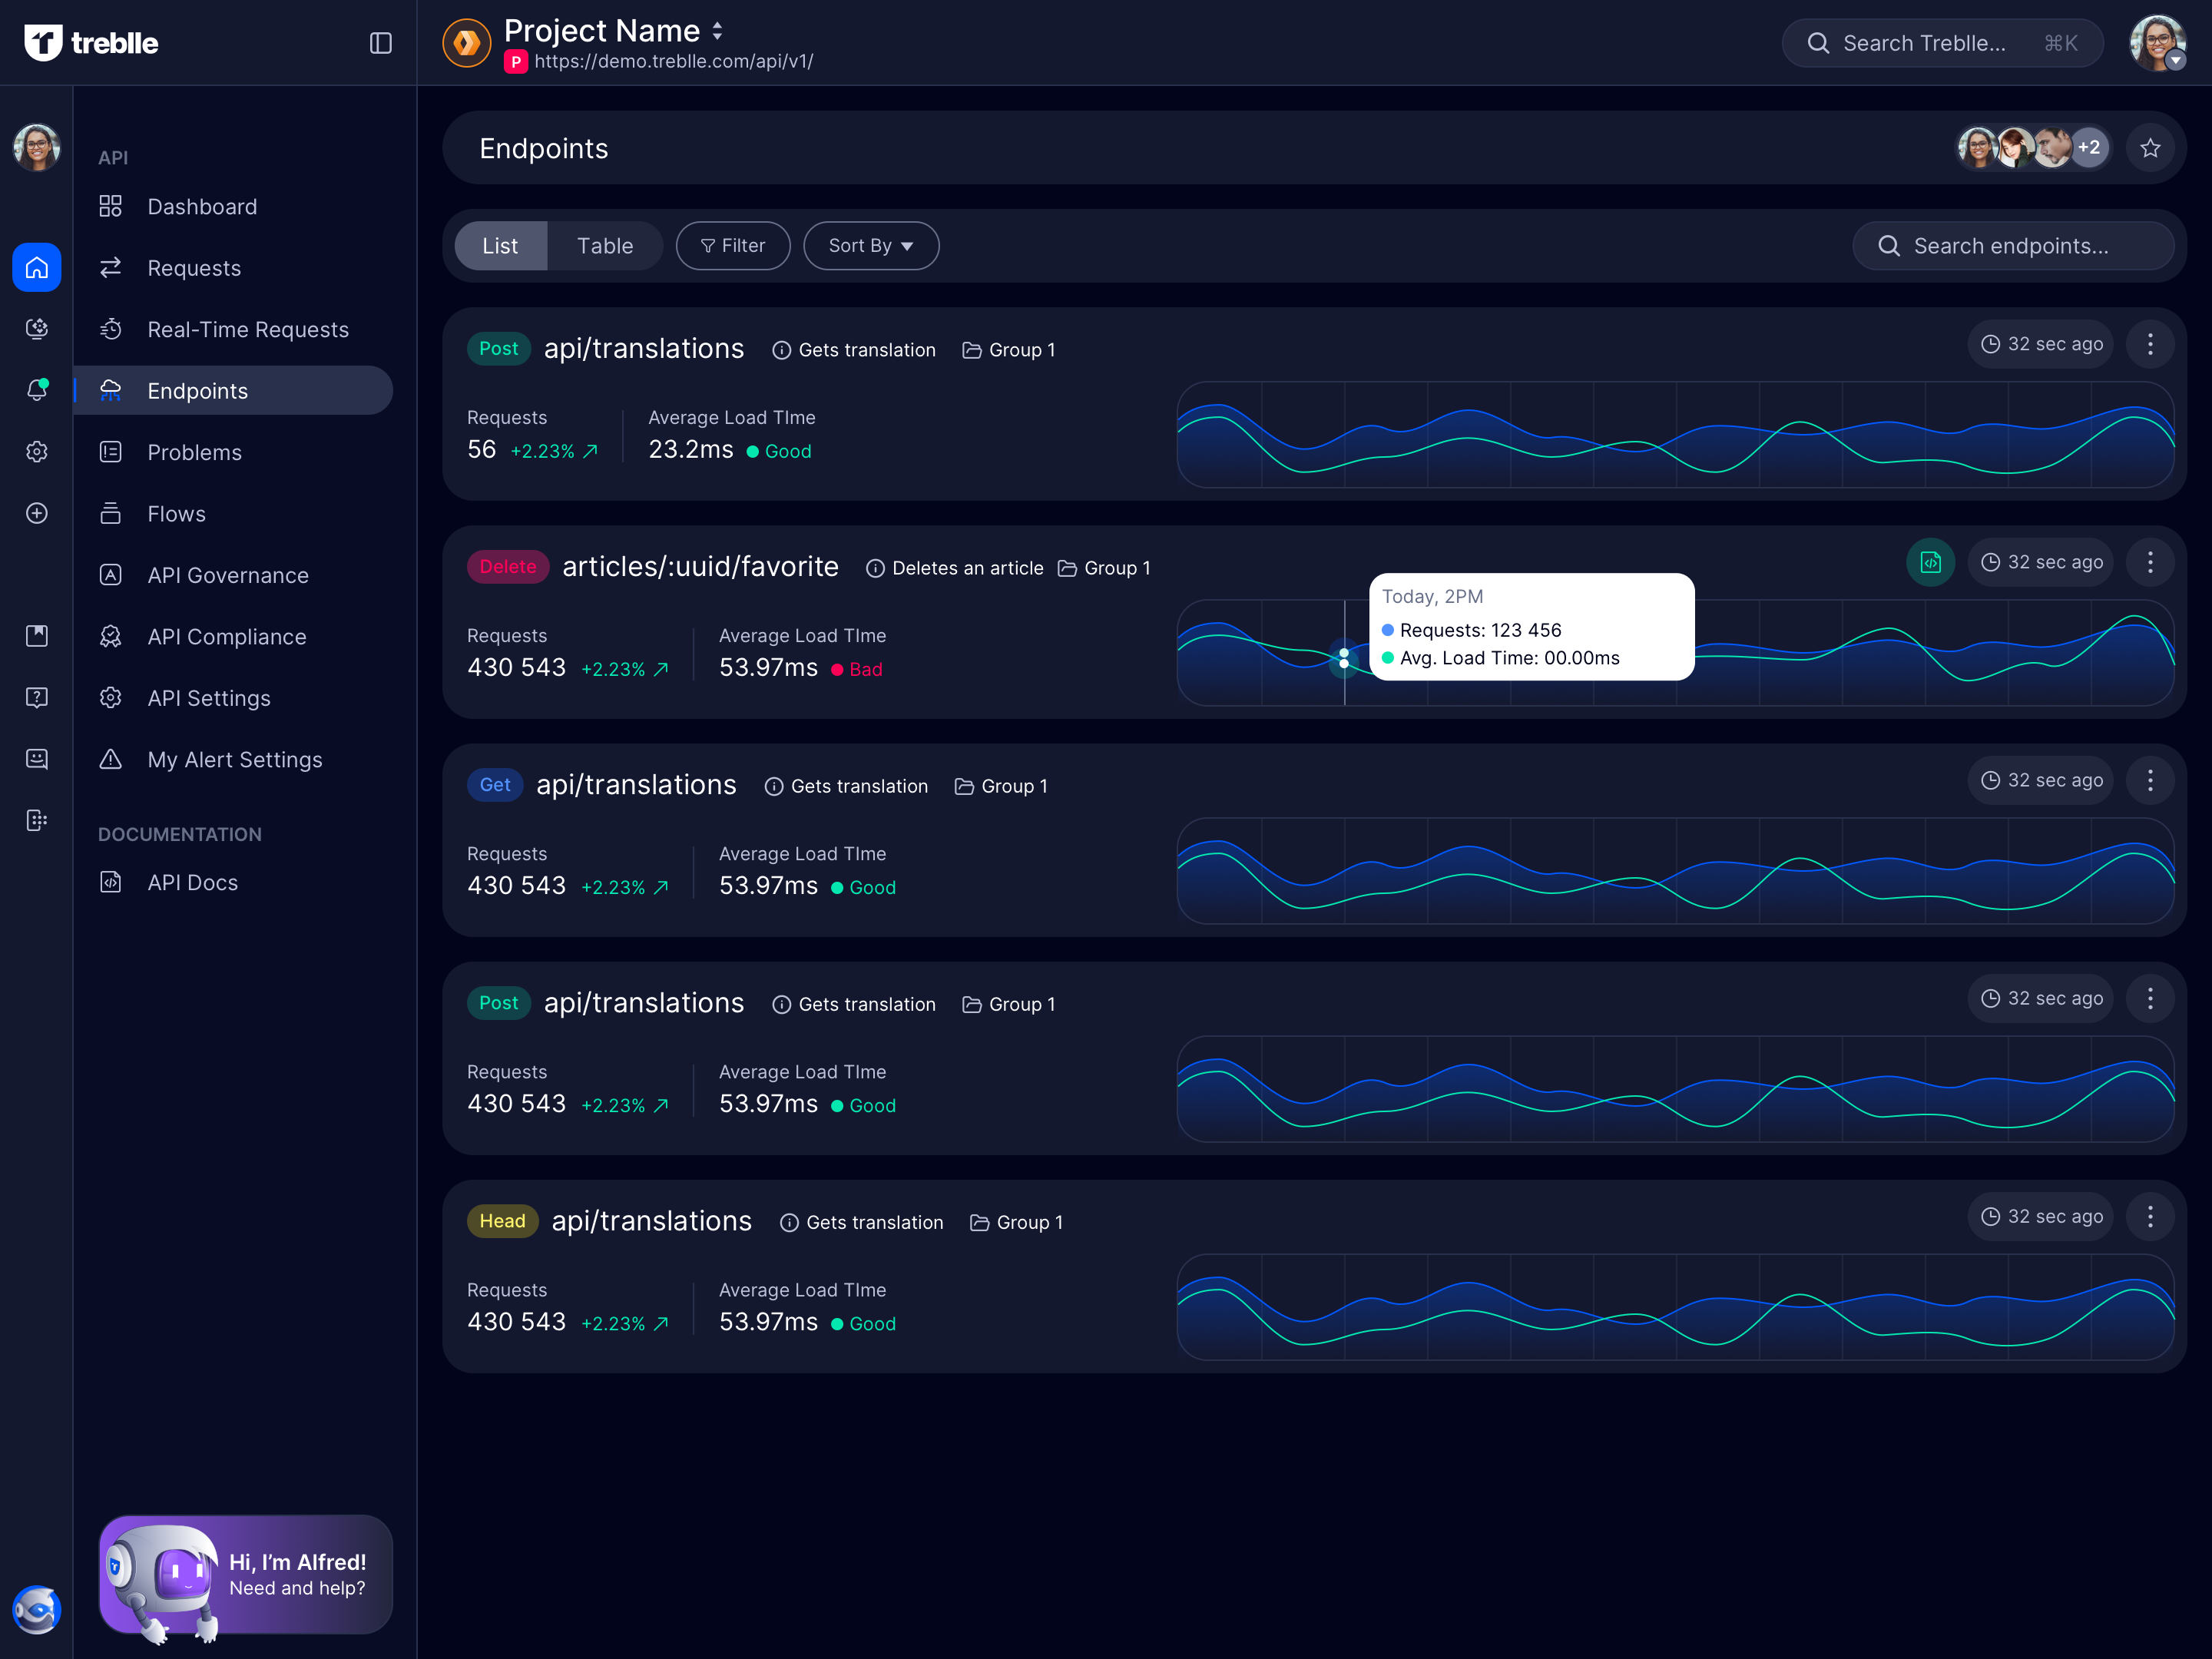 treblle
Project Name
P https://demo.treblle.com/api/v1/
Search Treblle... ⌘K
API
Dashboard
Requests
Real-Time Requests
Endpoints
Problems
Flows
API Governance
API Compliance
API Settings
My Alert Settings
DOCUMENTATION
API Docs
Hi, I'm Alfred!
Need and help?
Endpoints
+2
List Table Filter Sort By
Search endpoints...
Post api/translations Gets translation Group 1
32 sec ago
Requests Average Load TIme
56 +2.23% 23.2ms Good
Delete articles/:uuid/favorite Deletes an article Group 1
32 sec ago
Requests Average Load TIme
430 543 +2.23% 53.97ms Bad
Today, 2PM
Requests: 123 456
Avg. Load Time: 00.00ms
Get api/translations Gets translation Group 1
32 sec ago
Requests Average Load TIme
430 543 +2.23% 53.97ms Good
Post api/translations Gets translation Group 1
32 sec ago
Requests Average Load TIme
430 543 +2.23% 53.97ms Good
Head api/translations Gets translation Group 1
32 sec ago
Requests Average Load TIme
430 543 +2.23% 53.97ms Good